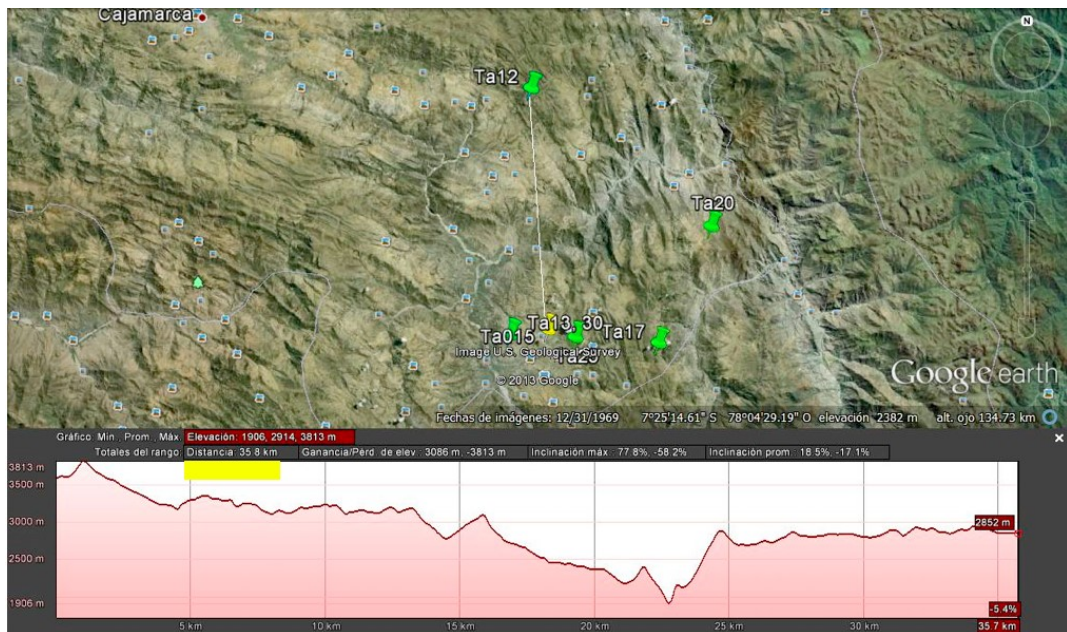 Cajamarca
Ta12
Ta20
Ta13, 30
Ta015
Ta17
Image U.S. Geological Survey
© 2013 Google
Google earth
Fechas de imágenes: 12/31/1969 7°25'14.61" S 78°04'29.19" O elevación 2382 m alt. ojo 134.73 km
Gráfico Mín., Prom., Máx. Elevación: 1906, 2914, 3813 m
Totales del rango: Distancia: 35.8 km Ganancia/Pérd. de elev.: 3086 m, -3813 m Inclinación máx.: 77.8%, -58.2% Inclinación prom.: 18.5%, -17.1%
3813 m
3500 m
3000 m
2852 m
2500 m
1906 m
-5.4%
5 km 10 km 15 km 20 km 25 km 30 km 35.7 km
N